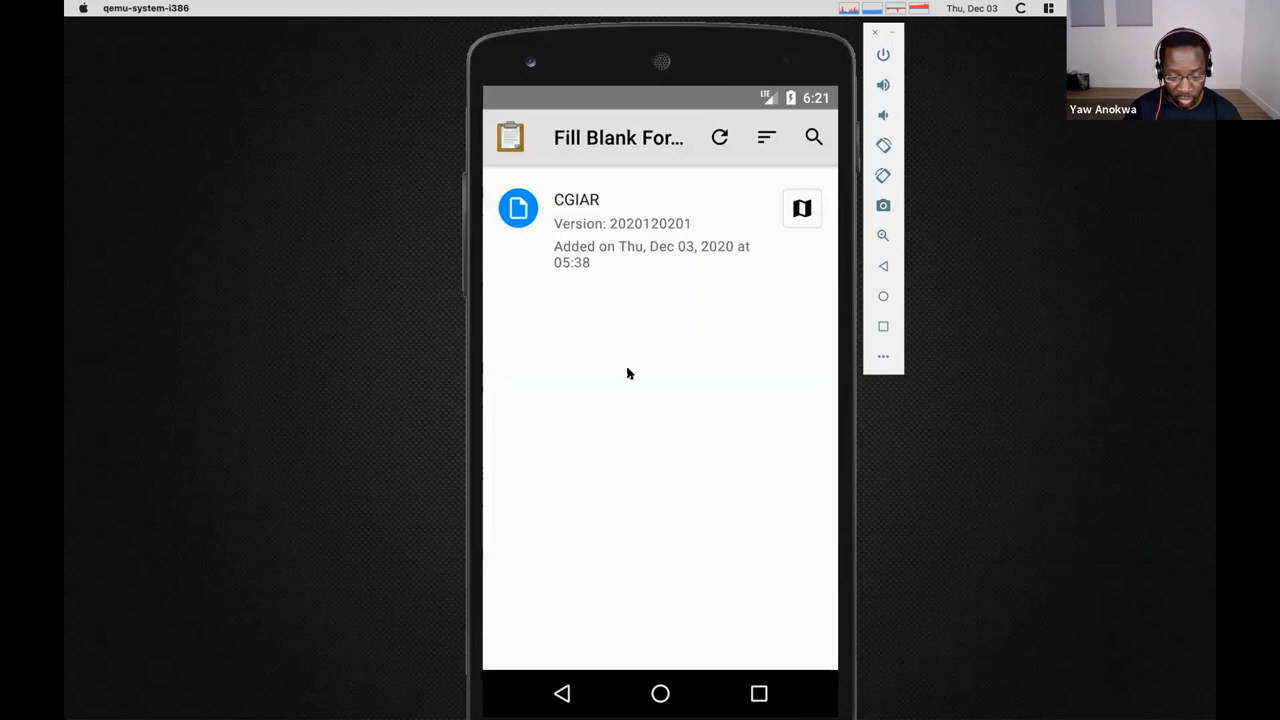 qemu-system-i386
Thu, Dec 03
Yaw Anokwa
LTE
6:21
Fill Blank For...
CGIAR
Version: 2020120201
Added on Thu, Dec 03, 2020 at
05:38